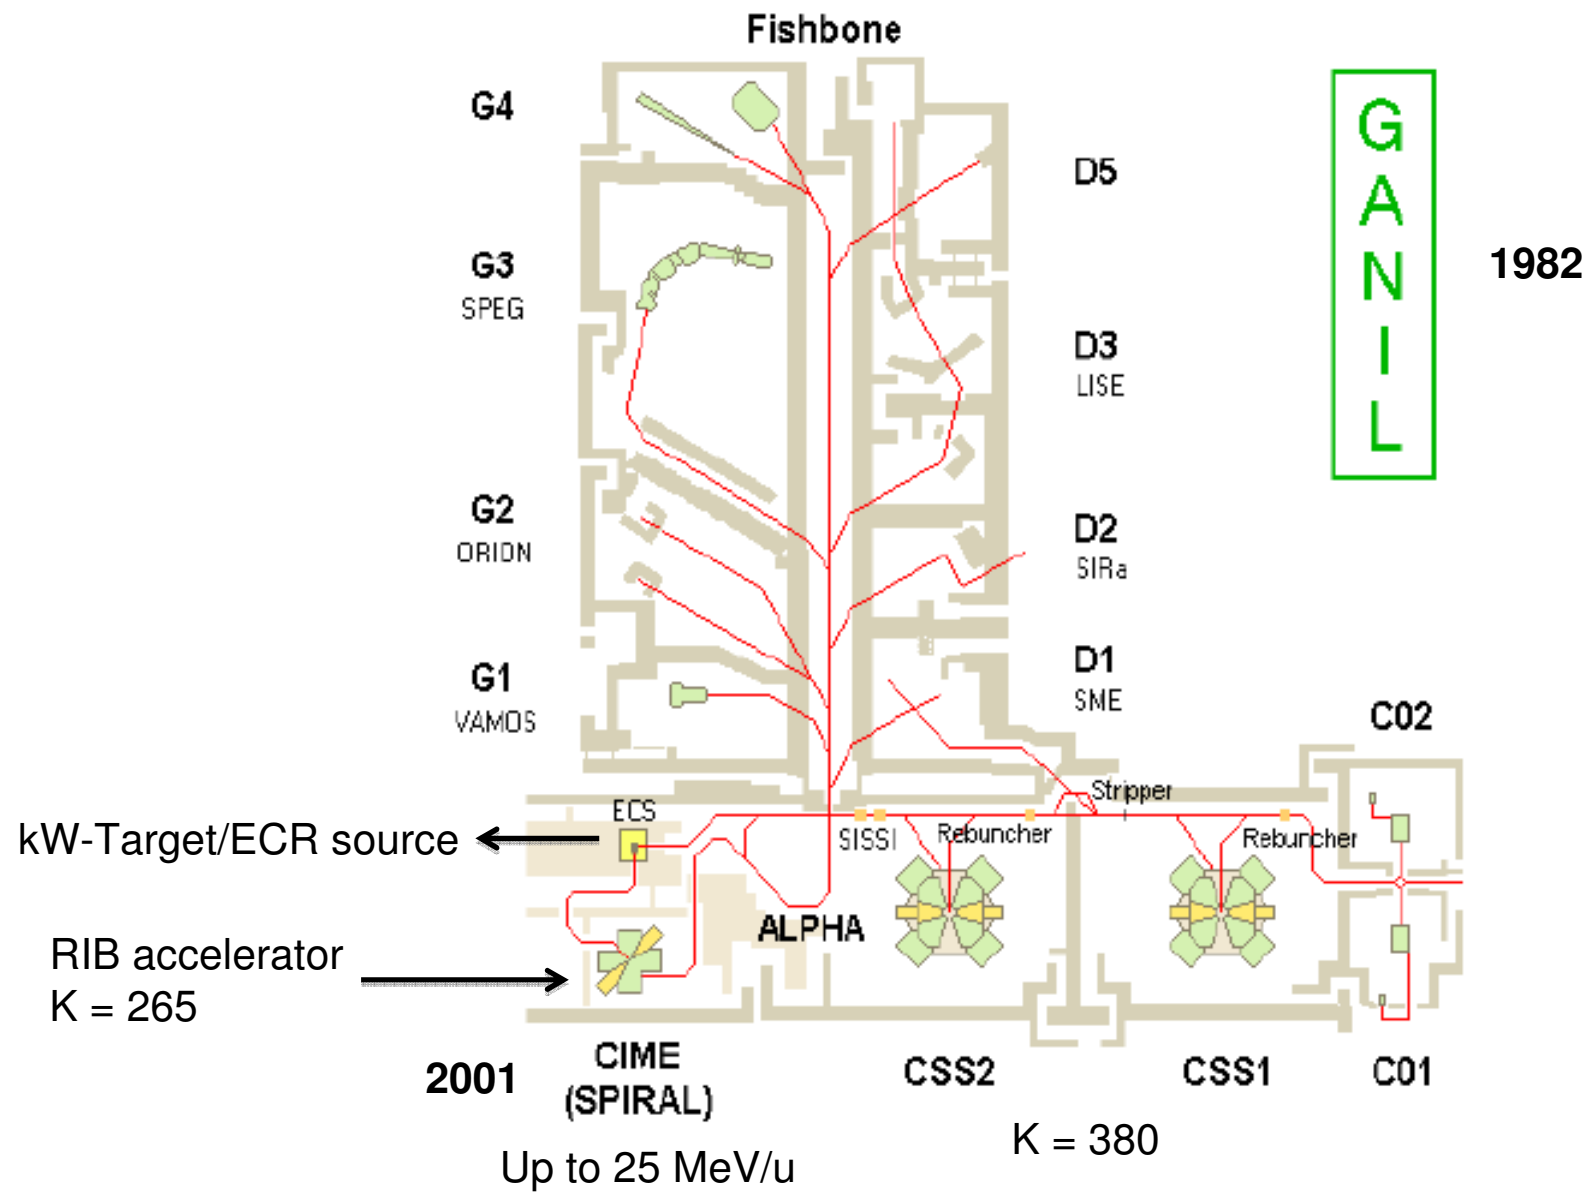 Fishbone
G4
D5
G
A
N
I
L
1982
G3
SPEG
D3
LISE
G2
ORION
D2
SIRa
G1
VAMOS
D1
SME
C02
Stripper
ECS
kW-Target/ECR source
SISSI
Rebuncher
Rebuncher
ALPHA
RIB accelerator
K = 265
CIME
(SPIRAL)
2001
CSS2
CSS1
C01
K = 380
Up to 25 MeV/u